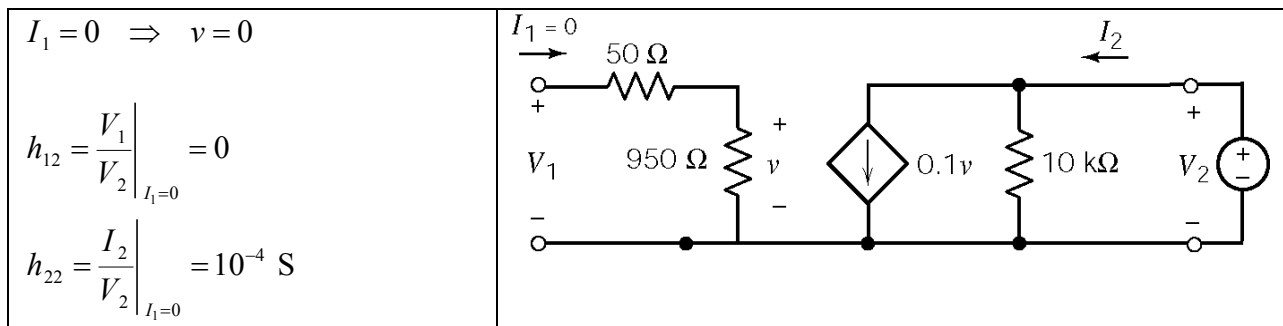 I₁ = 0 ⇒ v = 0
h₁₂ = V₁/V₂ |I₁=0 = 0
h₂₂ = I₂/V₂ |I₁=0 = 10⁻⁴ S
I₁ = 0
50 Ω
I₂
+
+
+
V₁
950 Ω
v
0.1v
10 kΩ
V₂
+
−
−
−
−